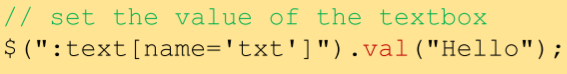 // set the value of the textbox
$(":text[name='txt']").val("Hello");